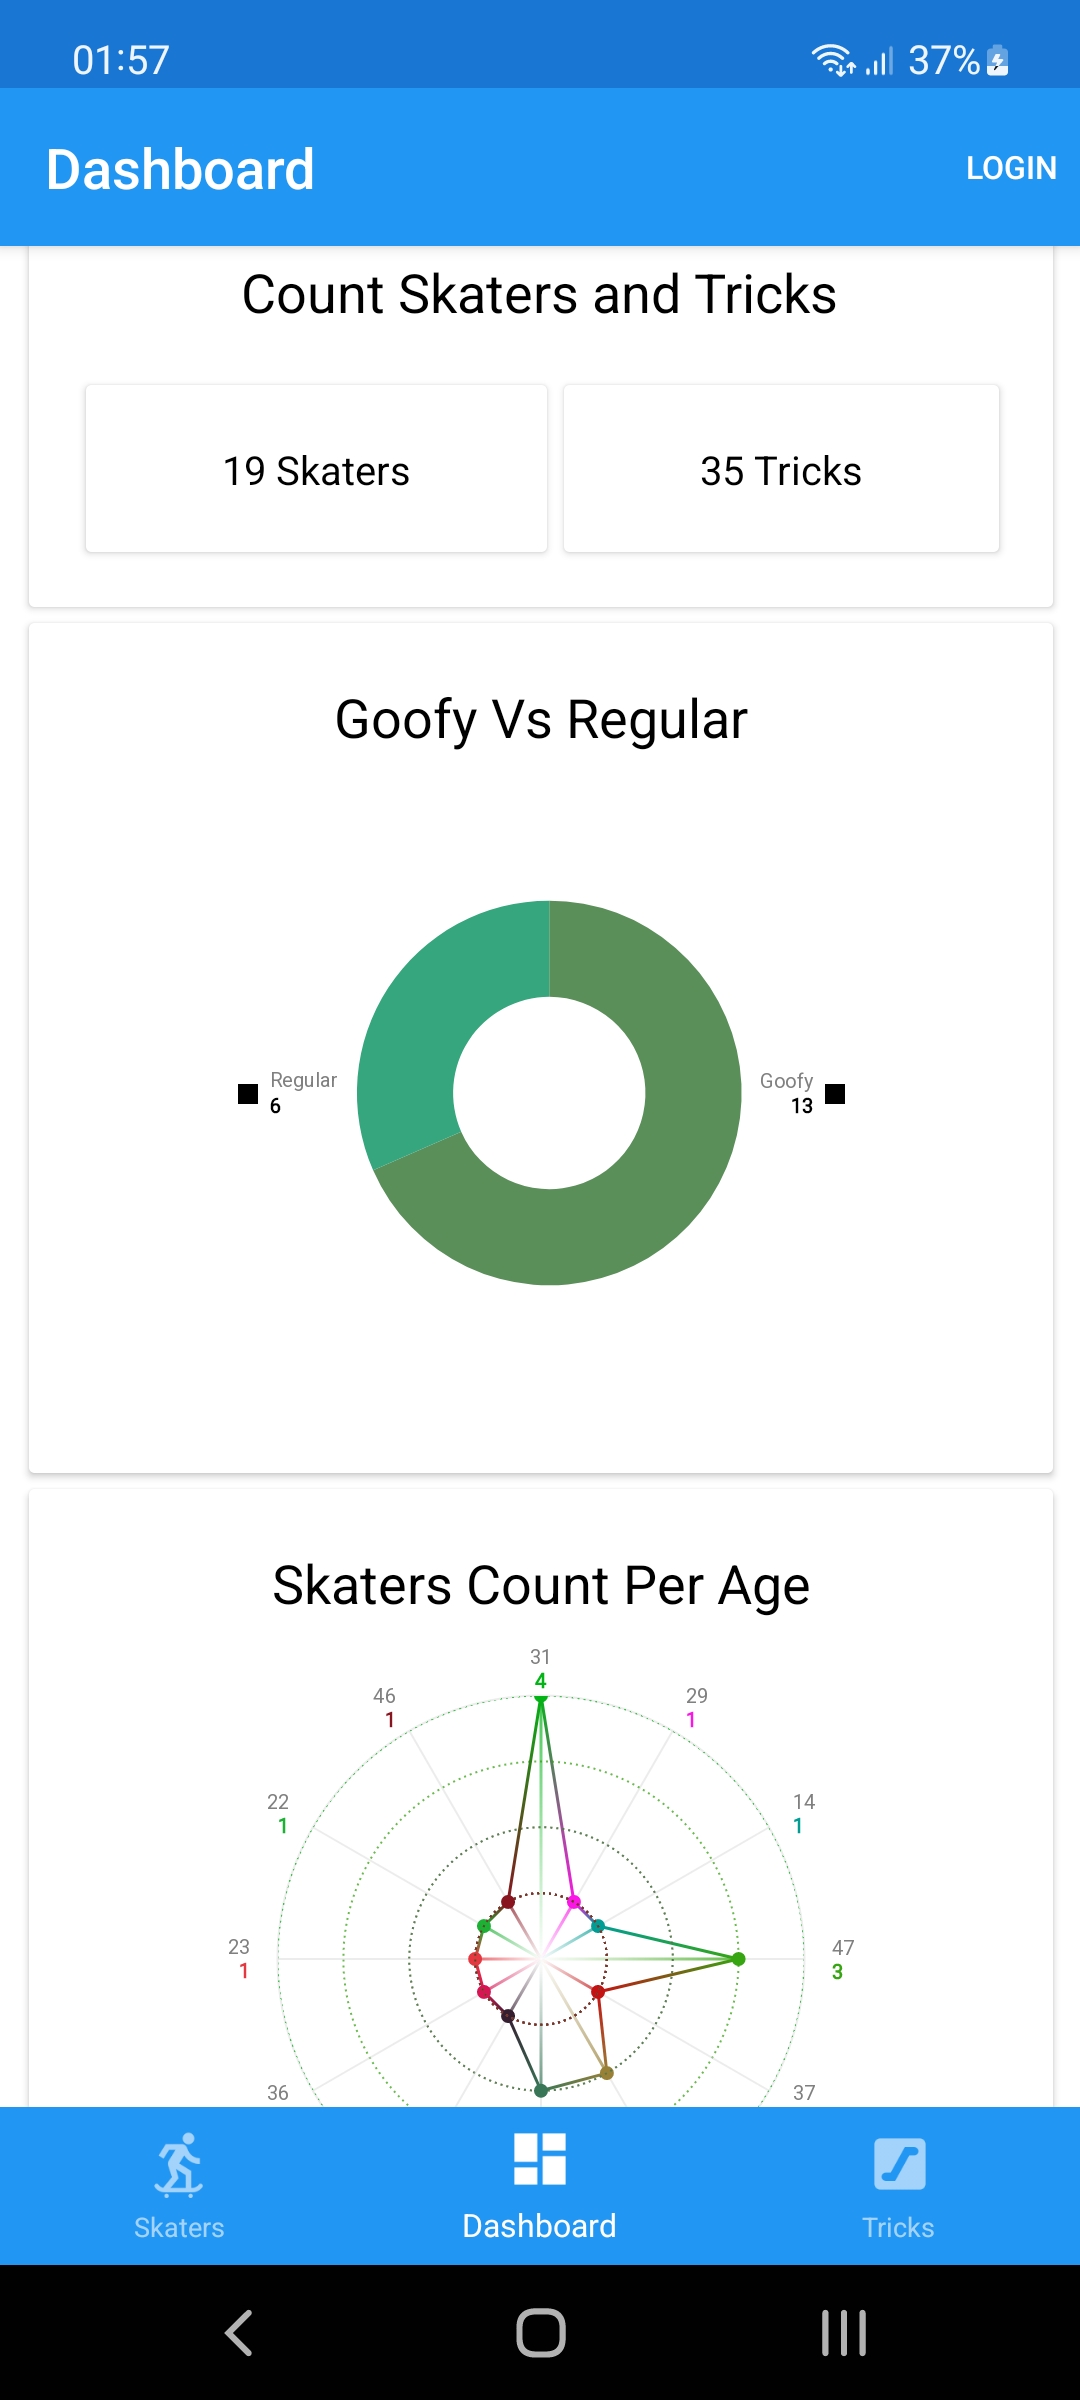 01:57 37%
Dashboard LOGIN
Count Skaters and Tricks
19 Skaters 35 Tricks
Goofy Vs Regular
Regular
6
Goofy
13
Skaters Count Per Age
31
4
46
1
29
1
22
1
14
1
23
1
47
3
36
37
Skaters Dashboard Tricks